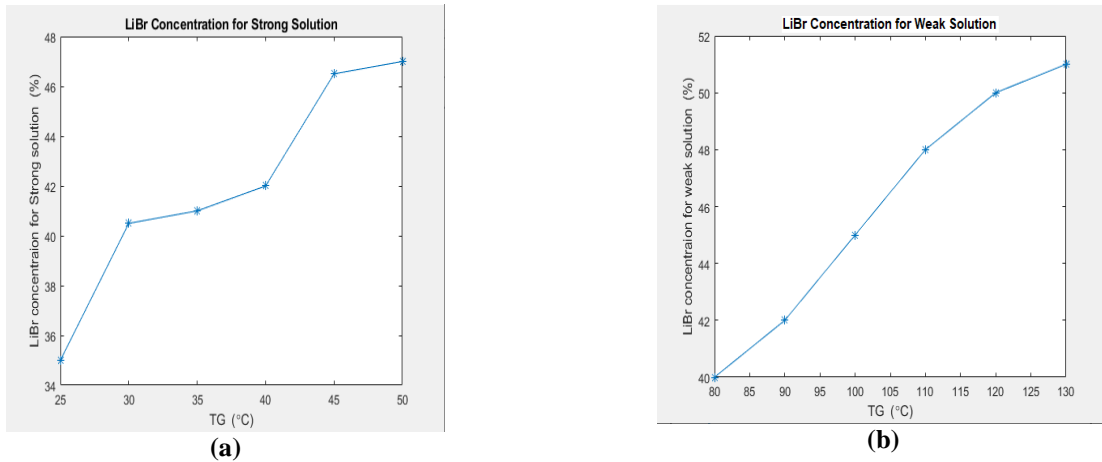 LiBr Concentration for Strong Solution
LiBr concentraion for Strong solution (%)
48
46
44
42
40
38
36
34
25 30 35 40 45 50
TG (°C)
(a)
LiBr Concentration for Weak Solution
LiBr concentraion for weak solution (%)
52
50
48
46
44
42
40
80 85 90 95 100 105 110 115 120 125 130
TG (°C)
(b)